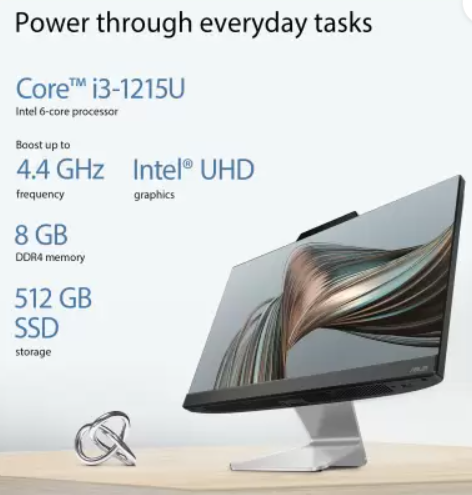 Power through everyday tasks
Core™ i3-1215U
Intel 6-core processor
Boost up to
4.4 GHz
frequency
Intel® UHD
graphics
8 GB
DDR4 memory
512 GB
SSD
storage
ASUS